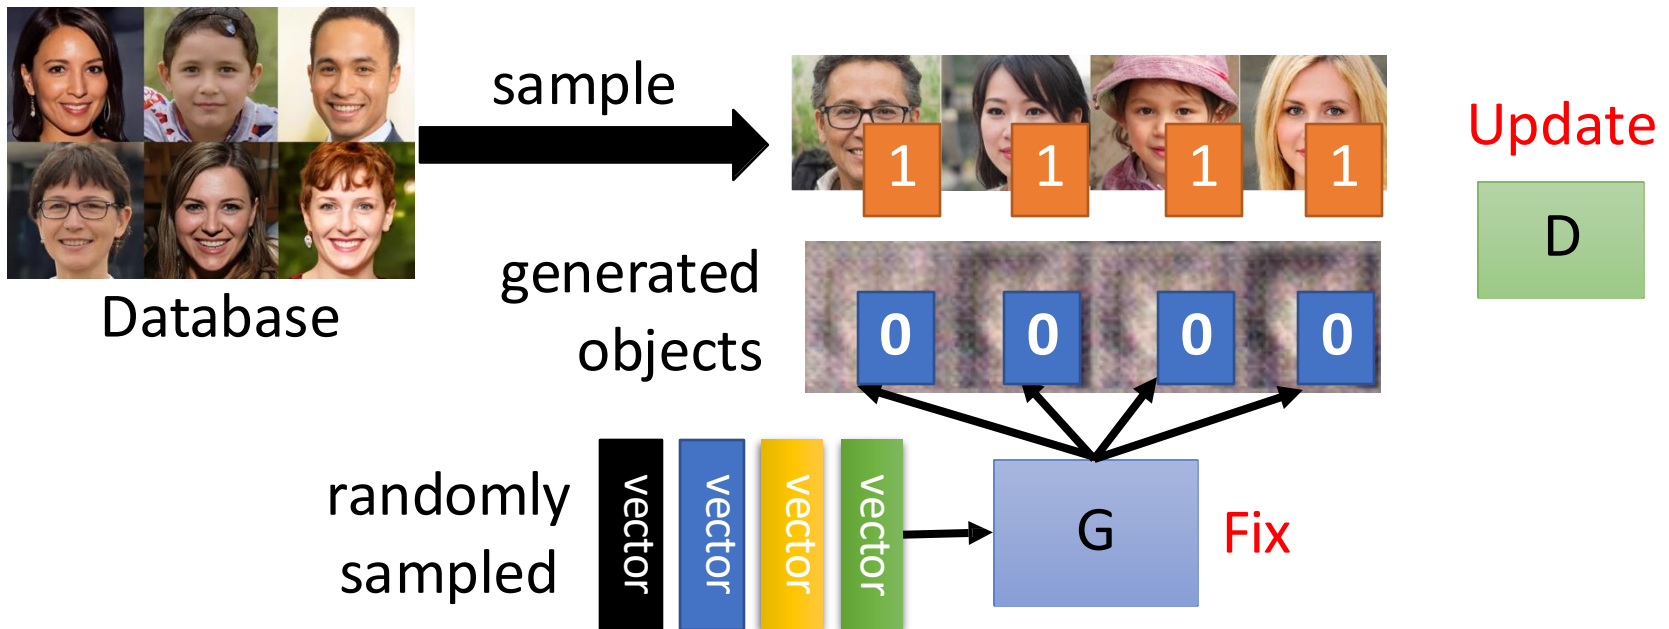 sample
Update
1 1 1 1
D
generated
objects
0 0 0 0
Database
randomly
sampled
vector vector vector vector
G
Fix